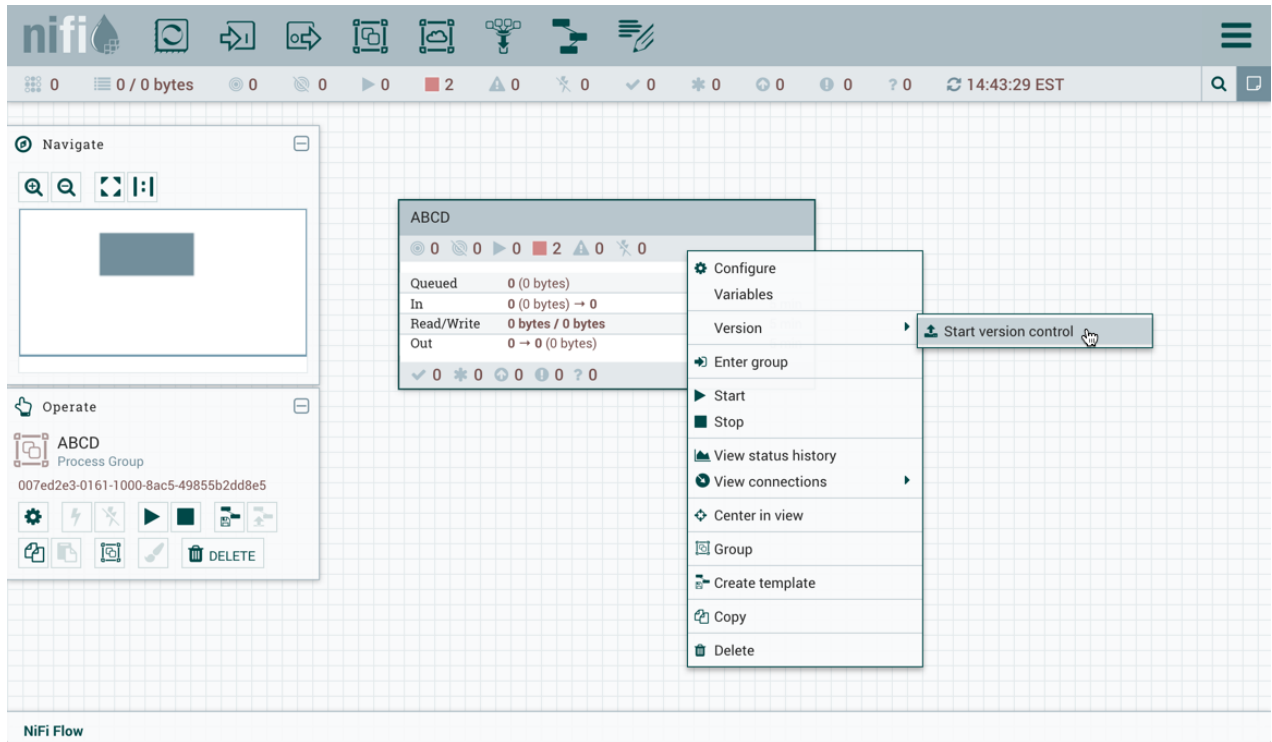 nifi
0 0 / 0 bytes 0 0 0 2 0 0 0 0 0 0 ? 0 14:43:29 EST
Navigate
ABCD
0 0 0 2 0 0
Queued 0 (0 bytes)
In 0 (0 bytes) → 0
Read/Write 0 bytes / 0 bytes
Out 0 → 0 (0 bytes)
0 0 0 0 ? 0
Configure
Variables
Version
Start version control
Enter group
Start
Stop
View status history
View connections
Center in view
Group
Create template
Copy
Delete
Operate
ABCD
Process Group
007ed2e3-0161-1000-8ac5-49855b2dd8e5
DELETE
NiFi Flow